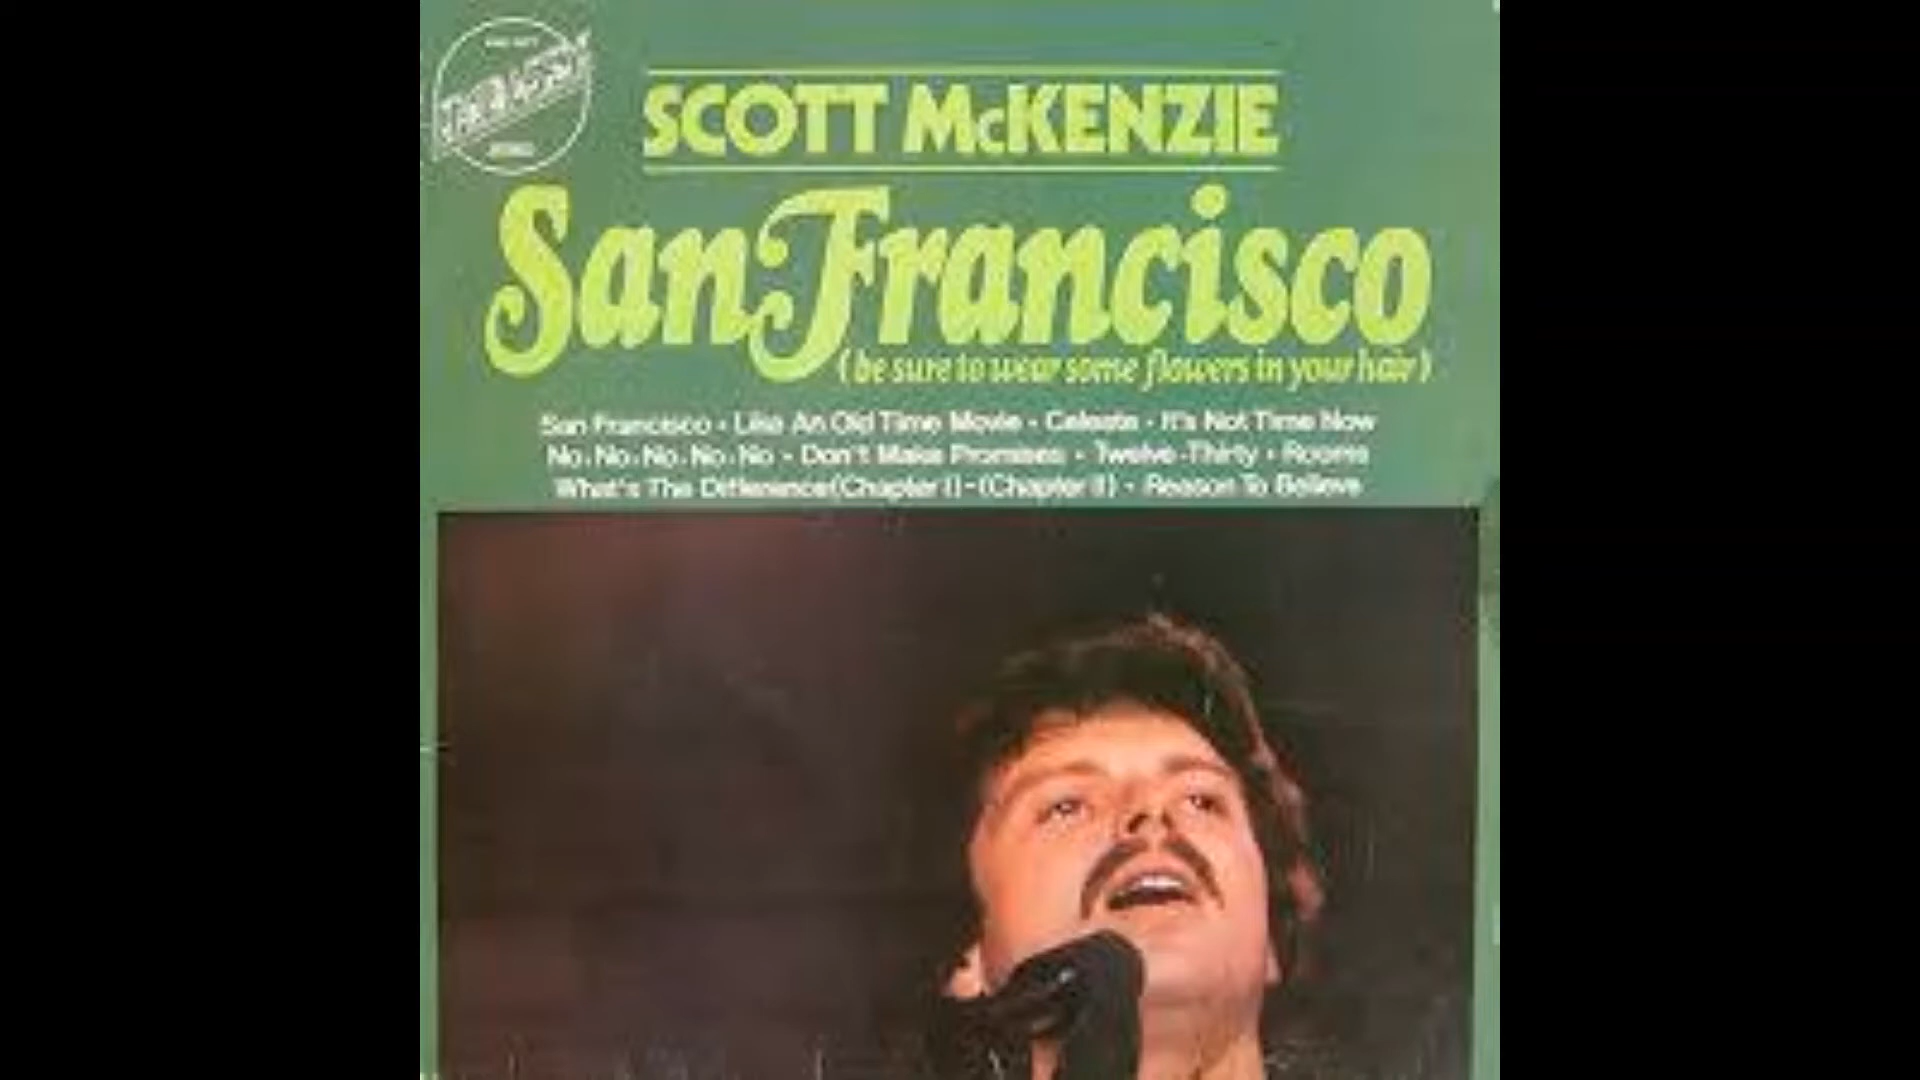 SCOTT McKENZIE
San Francisco
(be sure to wear some flowers in your hair)
San Francisco • Like An Old Time Movie • Celeste • It's Not Time Now
No, No, No, No, No • Don't Make Promises • Twelve-Thirty • Rooms
What's The Difference (Chapter I) - (Chapter II) • Reason To Believe